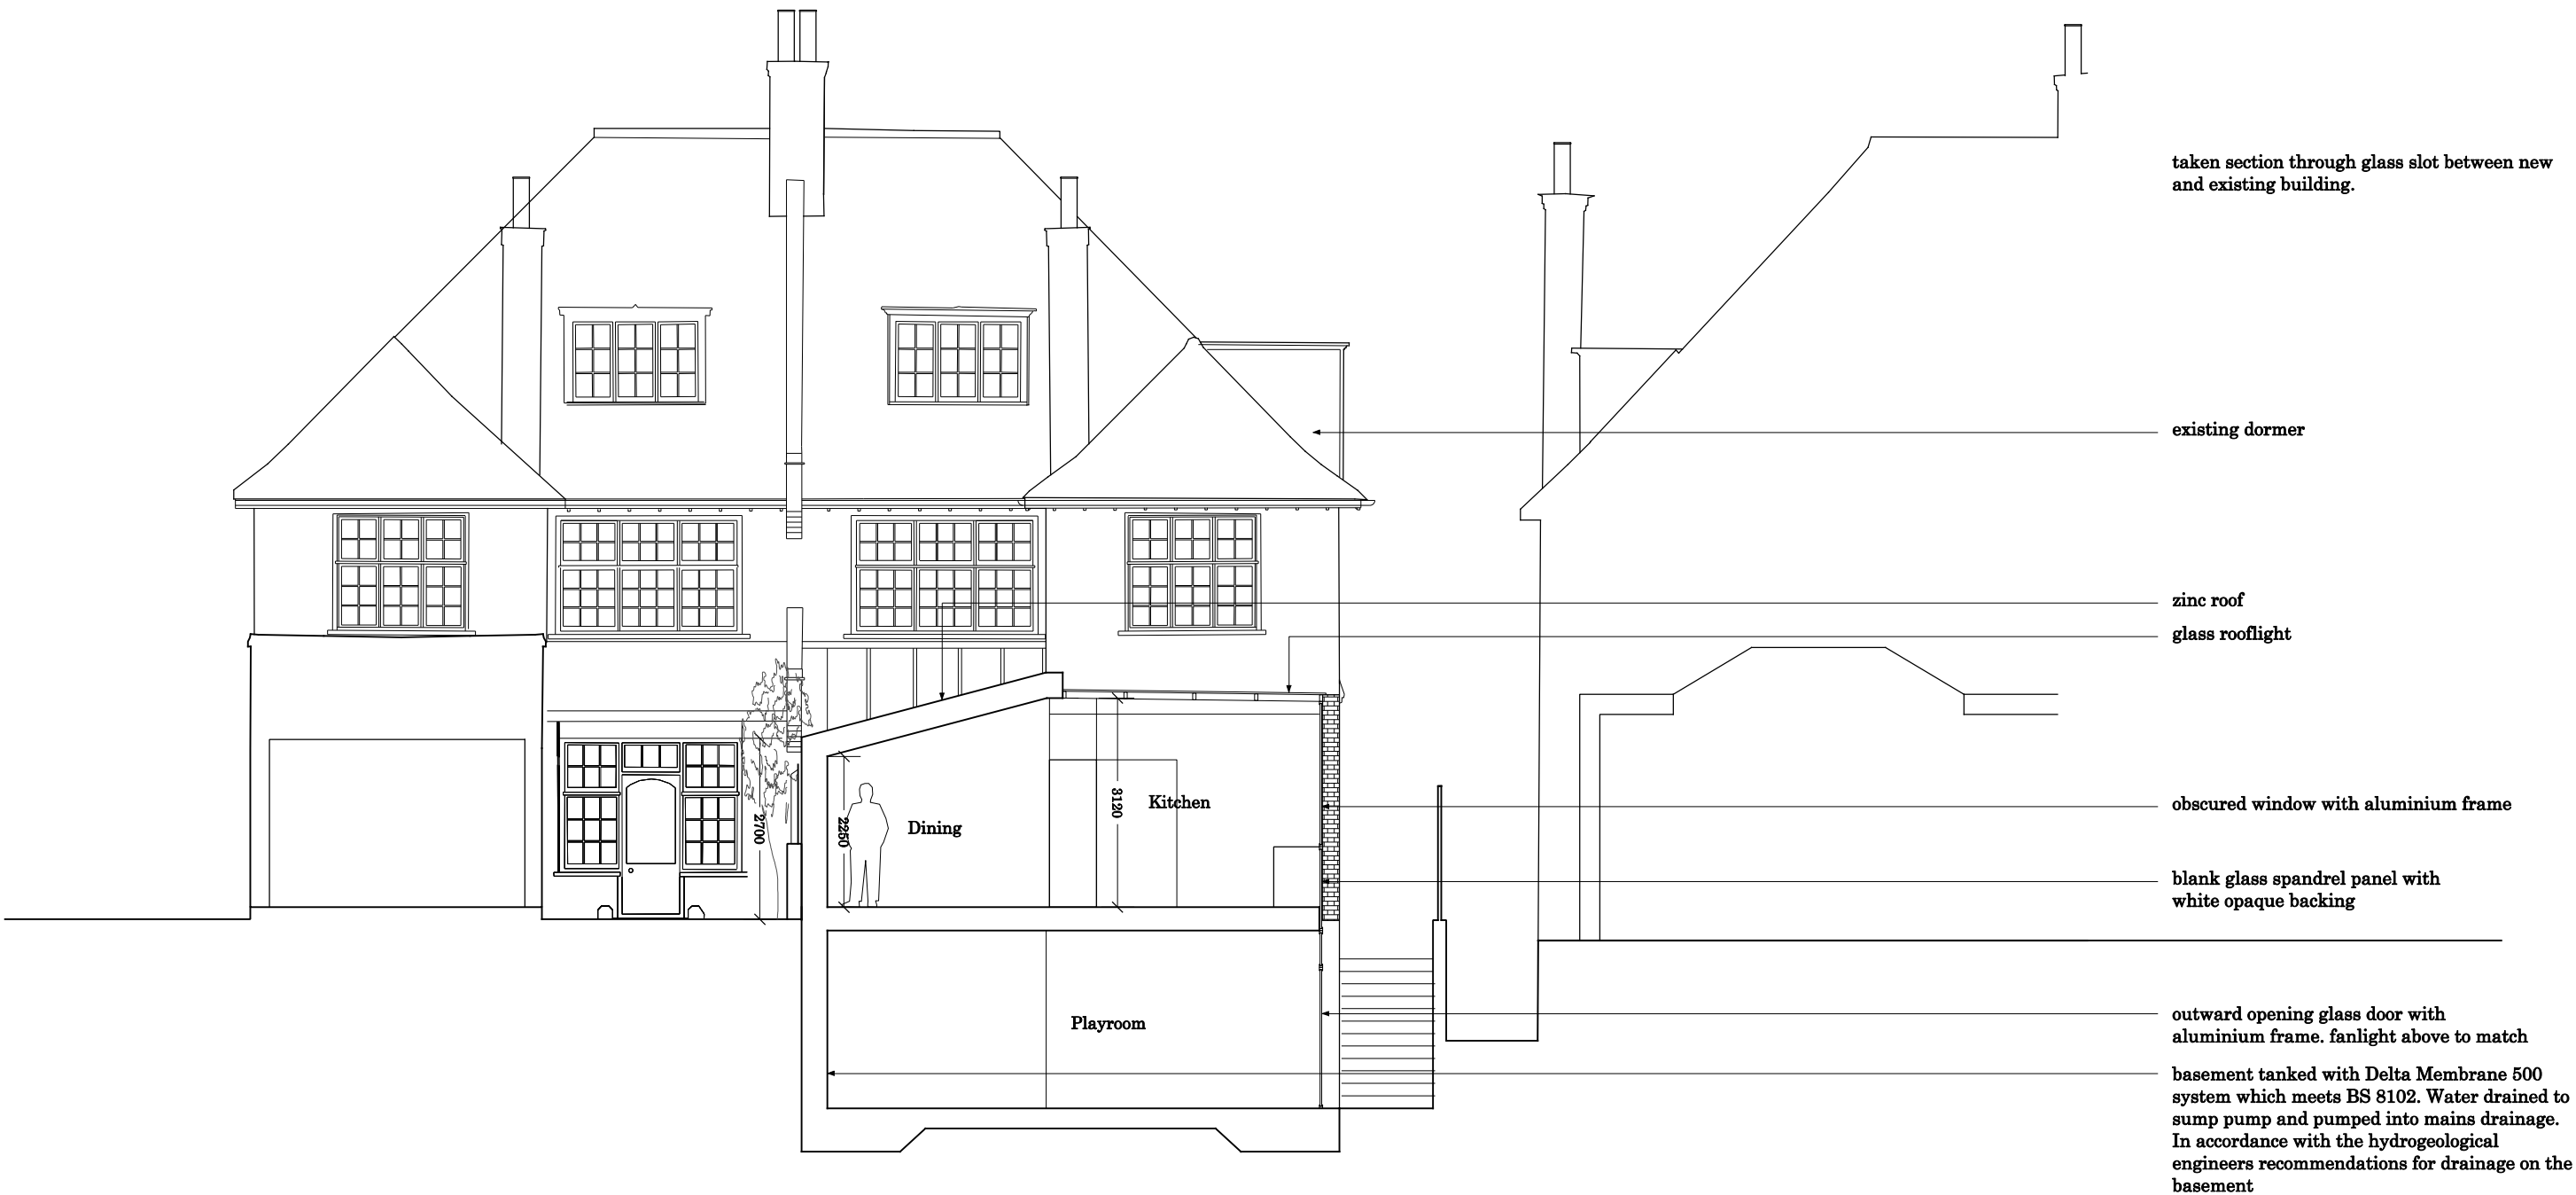 taken section through glass slot between new
and existing building.
existing dormer
zinc roof
glass rooflight
obscured window with aluminium frame
blank glass spandrel panel with
white opaque backing
outward opening glass door with
aluminium frame. fanlight above to match
basement tanked with Delta Membrane 500
system which meets BS 8102. Water drained to
sump pump and pumped into mains drainage.
In accordance with the hydrogeological
engineers recommendations for drainage on the
basement
2700
2250
Dining
3120
Kitchen
Playroom